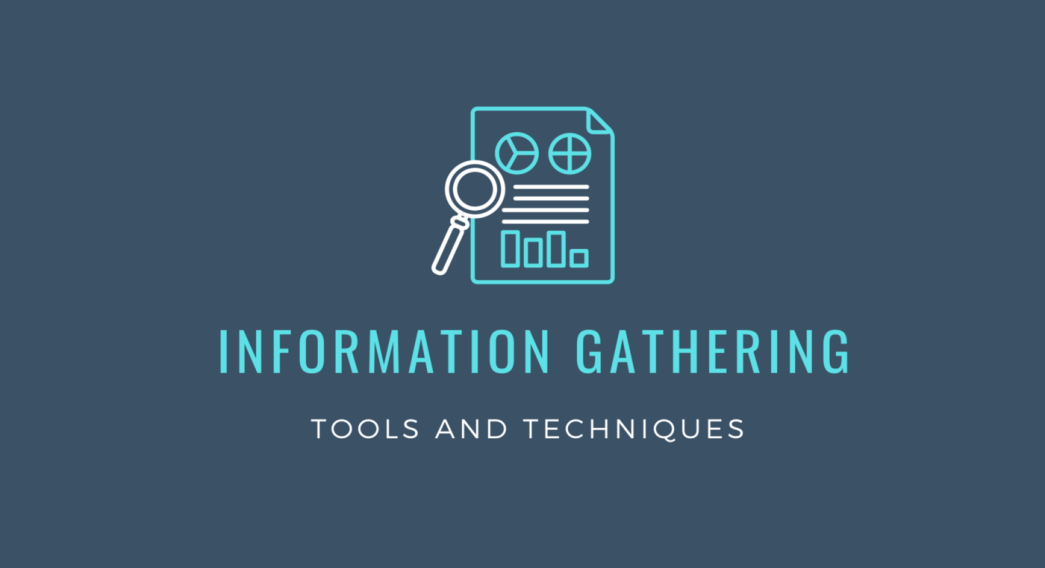 INFORMATION GATHERING
TOOLS AND TECHNIQUES